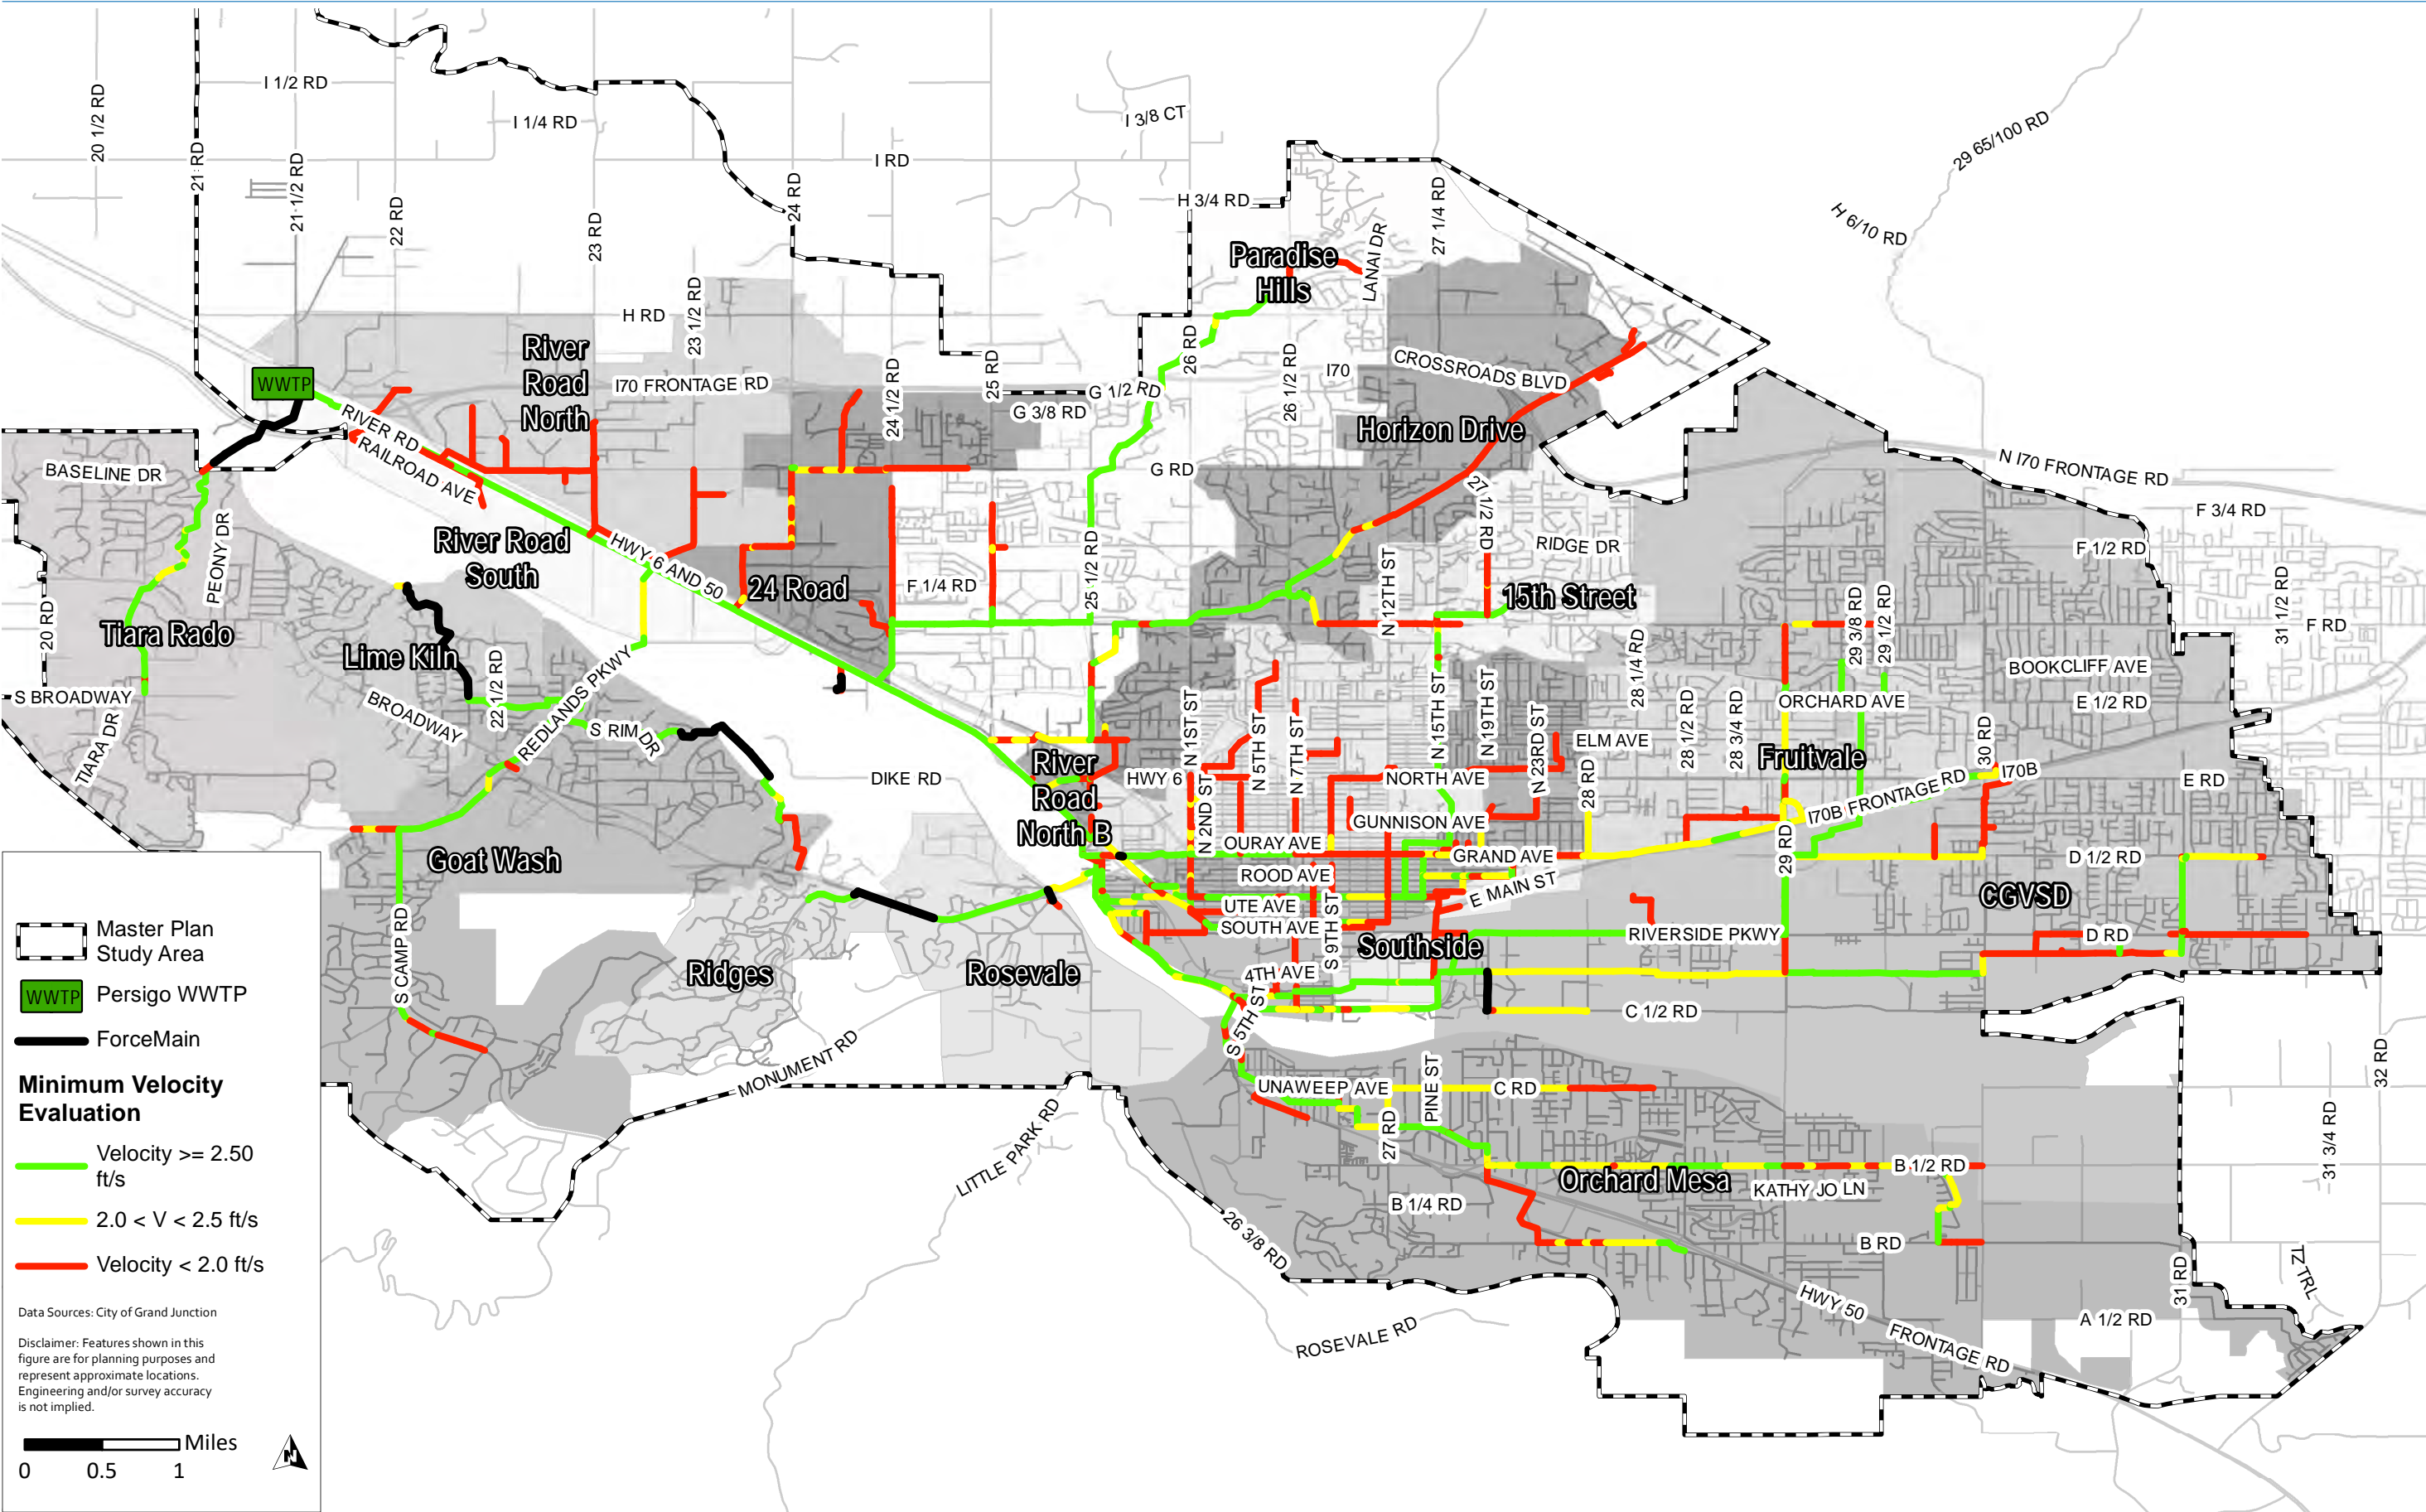 I 1/2 RD
I 1/4 RD
I 3/8 CT
20 1/2 RD
21 RD
21 1/2 RD
22 RD
23 RD
24 RD
I RD
H 3/4 RD
LANAI DR
27 1/4 RD
29 65/100 RD
H 6/10 RD
Paradise
Hills
H RD
23 1/2 RD
26 RD
River
Road
North
I70 FRONTAGE RD
24 1/2 RD
25 RD
G 1/2 RD
G 3/8 RD
26 1/2 RD
I70
CROSSROADS BLVD
WWTP
RIVER RD
RAILROAD AVE
Horizon Drive
BASELINE DR
G RD
27 1/2 RD
N I70 FRONTAGE RD
F 3/4 RD
PEONY DR
River Road
South
HWY 6 AND 50
24 Road
F 1/4 RD
25 1/2 RD
N 12TH ST
RIDGE DR
15th Street
F 1/2 RD
31 1/2 RD
F RD
20 RD
Tiara Rado
Lime Kiln
22 1/2 RD
REDLANDS PKWY
28 1/4 RD
29 3/8 RD
29 1/2 RD
BOOKCLIFF AVE
S BROADWAY
TIARA DR
BROADWAY
S RIM DR
N 1ST ST
N 5TH ST
N 7TH ST
N 15TH ST
N 19TH ST
N 23RD ST
ELM AVE
28 1/2 RD
28 3/4 RD
ORCHARD AVE
E 1/2 RD
Fruitvale
30 RD
DIKE RD
River
Road
North B
HWY 6
N 2ND ST
NORTH AVE
28 RD
I70B FRONTAGE RD
I70B
E RD
GUNNISON AVE
OURAY AVE
GRAND AVE
29 RD
D 1/2 RD
Goat Wash
ROOD AVE
E MAIN ST
CGVSD
UTE AVE
SOUTH AVE
S 9TH ST
Southside
RIVERSIDE PKWY
D RD
S CAMP RD
Ridges
Rosevale
4TH AVE
S 5TH ST
C 1/2 RD
MONUMENT RD
UNAWEEP AVE
PINE ST
C RD
32 RD
LITTLE PARK RD
27 RD
31 3/4 RD
Orchard Mesa
B 1/2 RD
KATHY JO LN
B 1/4 RD
26 3/8 RD
B RD
HWY 50
FRONTAGE RD
31 RD
TZ TRL
A 1/2 RD
ROSEVALE RD
Master Plan
Study Area
WWTP
Persigo WWTP
ForceMain
Minimum Velocity
Evaluation
Velocity >= 2.50
ft/s
2.0 < V < 2.5 ft/s
Velocity < 2.0 ft/s
Data Sources: City of Grand Junction
Disclaimer: Features shown in this
figure are for planning purposes and
represent approximate locations.
Engineering and/or survey accuracy
is not implied.
Miles
0 0.5 1
N